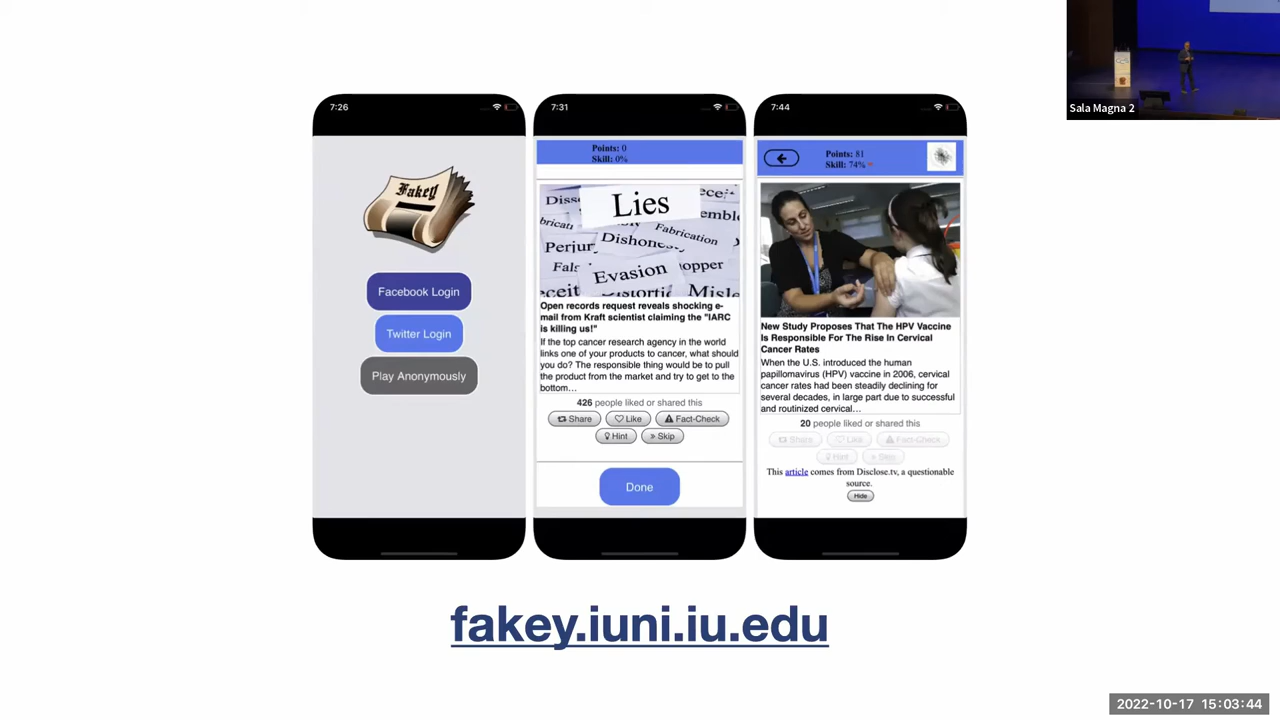 Sala Magna 2
7:26
Fakey
Facebook Login
Twitter Login
Play Anonymously
7:31
Points: 0
Skill: 0%
Lies
Evasion
Dishones
Fabrication
Perjur
Open records request reveals shocking e-
mail from Kraft scientist claiming the "IARC
is killing us!"
If the top cancer research agency in the world
links one of your products to cancer, what should
you do? The responsible thing would be to pull
the product from the market and try to get to the
bottom…
426 people liked or shared this
Share Like Fact-Check
Hint » Skip
Done
7:44
Points: 81
Skill: 74%
New Study Proposes That The HPV Vaccine
Is Responsible For The Rise In Cervical
Cancer Rates
When the U.S. introduced the human
papillomavirus (HPV) vaccine in 2006, cervical
cancer rates had been steadily declining for
several decades, in large part due to successful
and routinized cervical…
20 people liked or shared this
Share Like Fact-Check
Hint » Skip
This article comes from Disclose.tv, a questionable
source.
Hide
fakey.iuni.iu.edu
2022-10-17 15:03:44